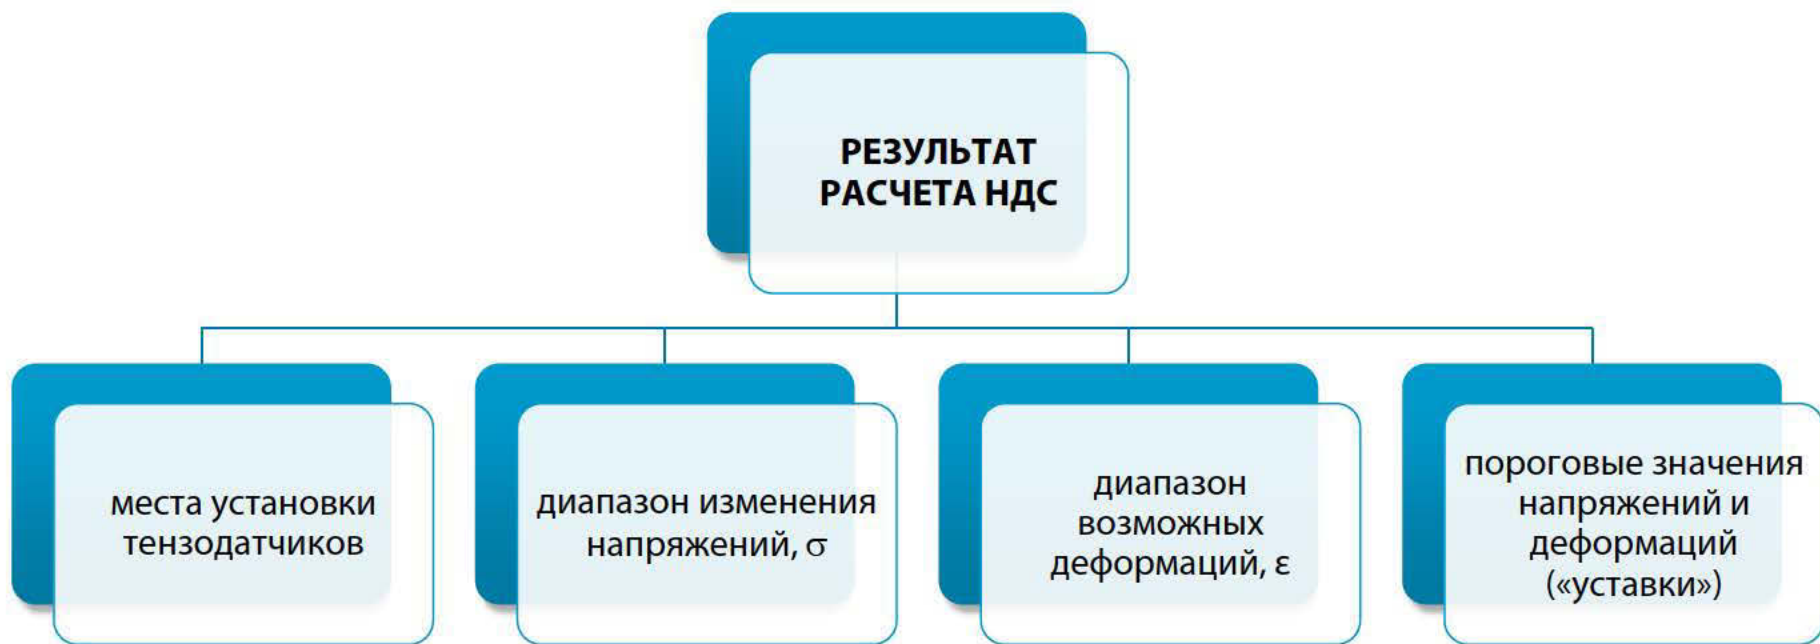 РЕЗУЛЬТАТ
РАСЧЕТА НДС
места установки
тензодатчиков
диапазон изменения
напряжений, σ
диапазон
возможных
деформаций, ε
пороговые значения
напряжений и
деформаций
(«уставки»)